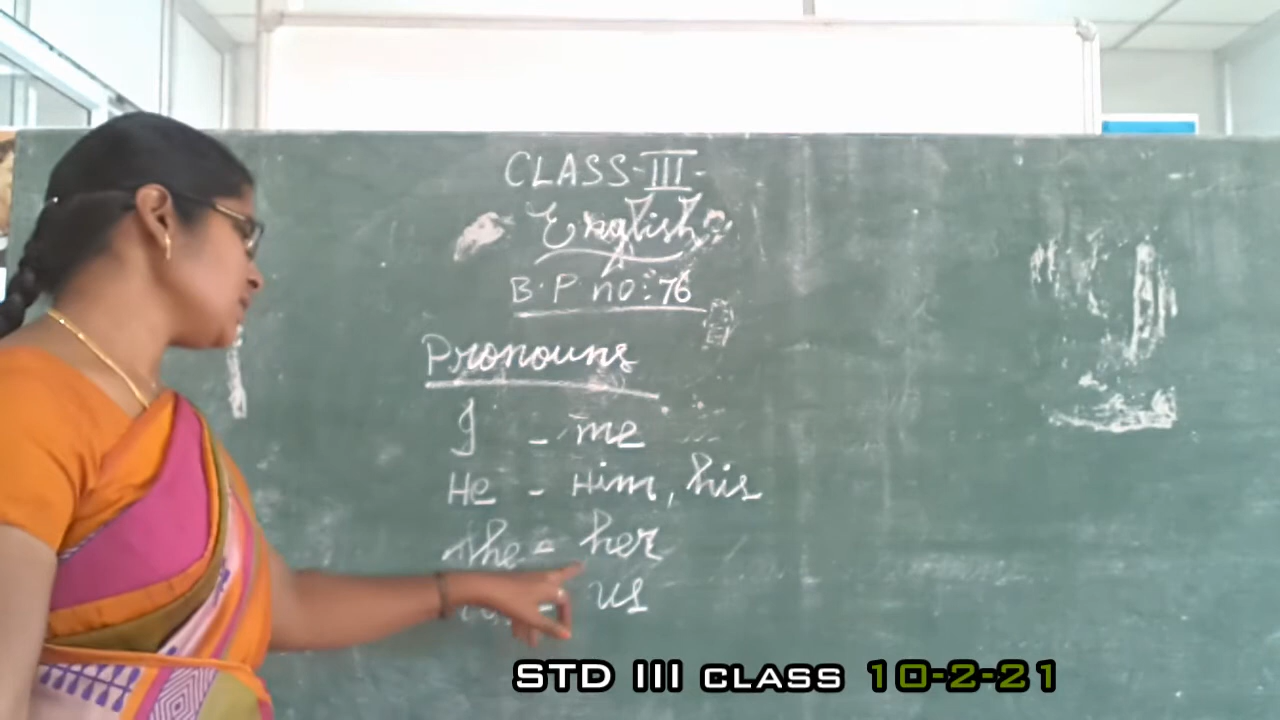 CLASS-III-
English
B.P no: 76
Pronouns
I - me
He - Him, his
she - her
- us
STD III CLASS 10-2-21